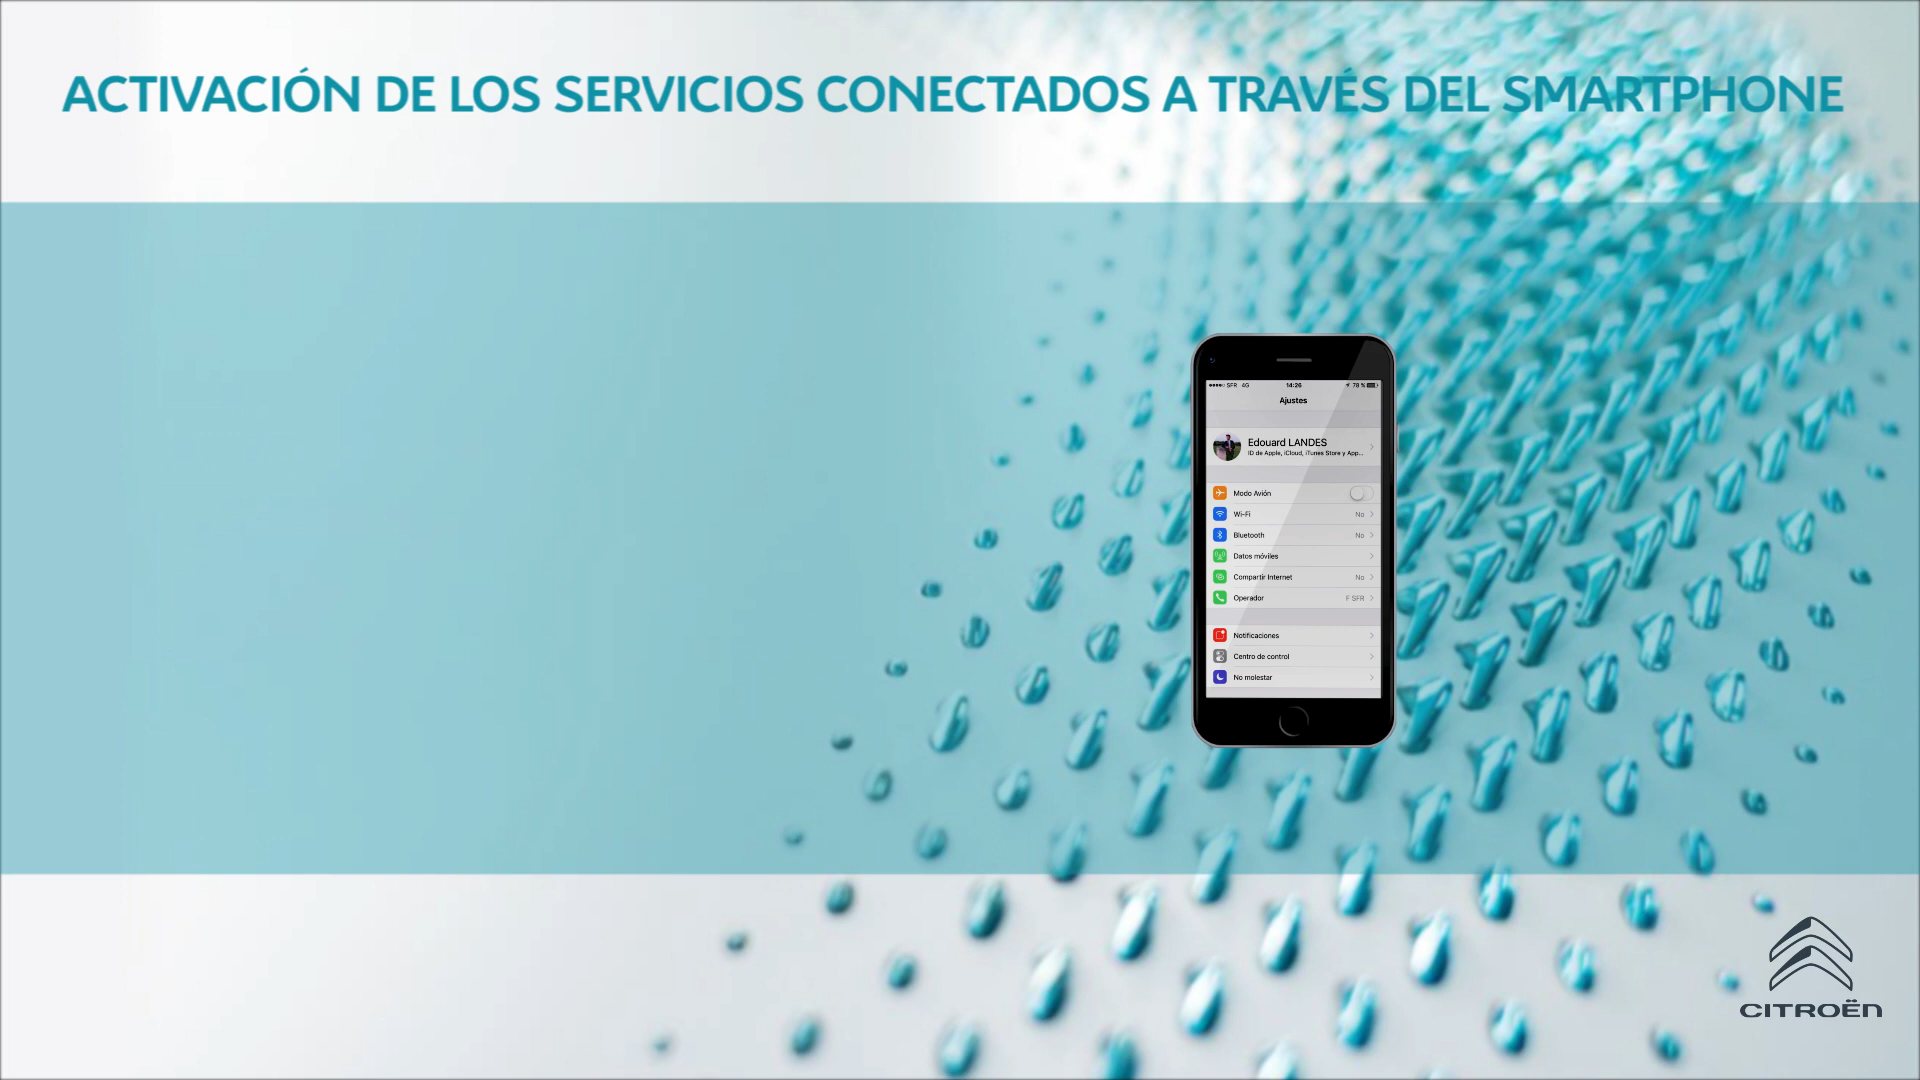 ACTIVACIÓN DE LOS SERVICIOS CONECTADOS A TRAVÉS DEL SMARTPHONE
SFR 4G 14:26 78 %
Ajustes
Edouard LANDES
ID de Apple, iCloud, iTunes Store y App...
Modo Avión
Wi-Fi No
Bluetooth No
Datos móviles
Compartir Internet No
Operador F SFR
Notificaciones
Centro de control
No molestar
CITROËN